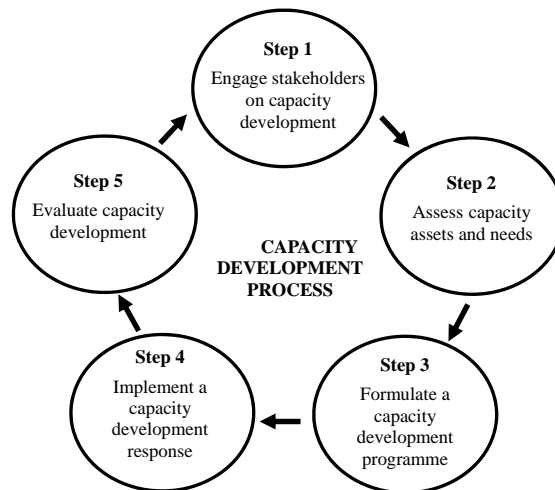 Step 1
Engage stakeholders
on capacity
development
Step 2
Assess capacity
assets and needs
Step 3
Formulate a
capacity
development
programme
Step 4
Implement a
capacity
development
response
Step 5
Evaluate capacity
development
CAPACITY
DEVELOPMENT
PROCESS